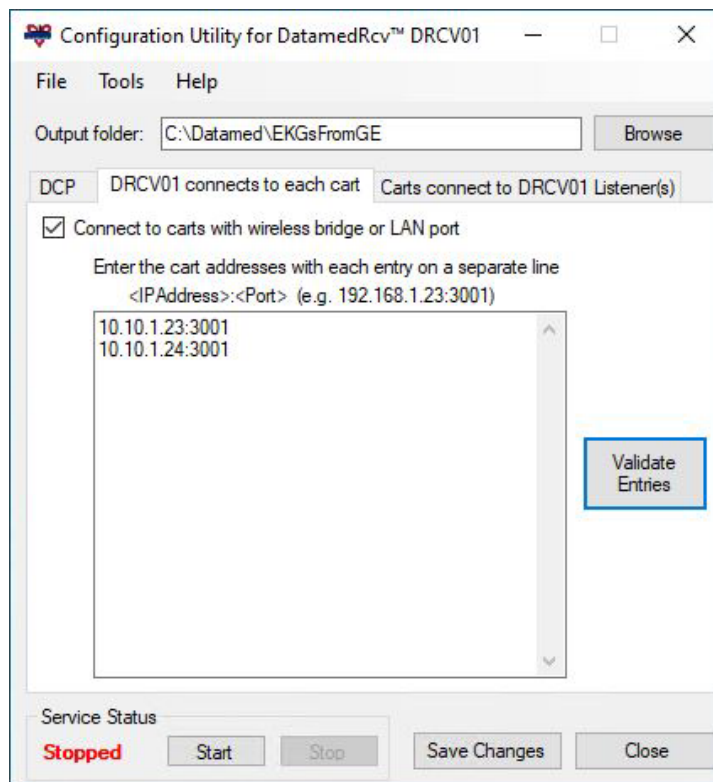 Configuration Utility for DatamedRcv™ DRCV01
File Tools Help
Output folder: C:\Datamed\EKGsFromGE Browse
DCP DRCV01 connects to each cart Carts connect to DRCV01 Listener(s)
Connect to carts with wireless bridge or LAN port
Enter the cart addresses with each entry on a separate line
<IPAddress>:<Port> (e.g. 192.168.1.23:3001)
10.10.1.23:3001
10.10.1.24:3001
Validate
Entries
Service Status
Stopped Start Stop Save Changes Close